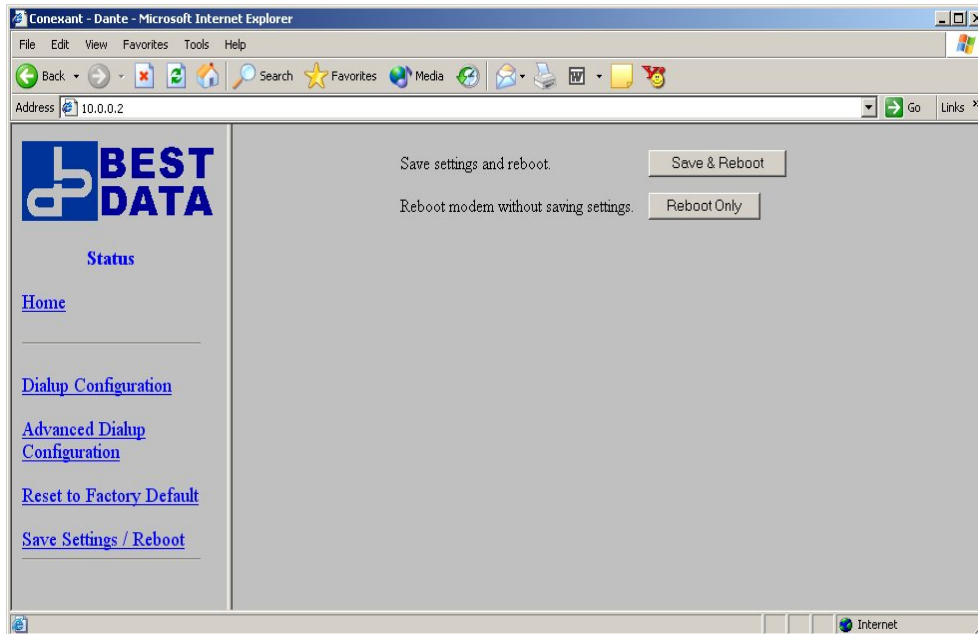 Conexant - Dante - Microsoft Internet Explorer
File Edit View Favorites Tools Help
Back Search Favorites Media
Address 10.0.0.2 Go Links »
BEST
DATA
Status
Home
Dialup Configuration
Advanced Dialup
Configuration
Reset to Factory Default
Save Settings / Reboot
Save settings and reboot. Save & Reboot
Reboot modem without saving settings. Reboot Only
Internet